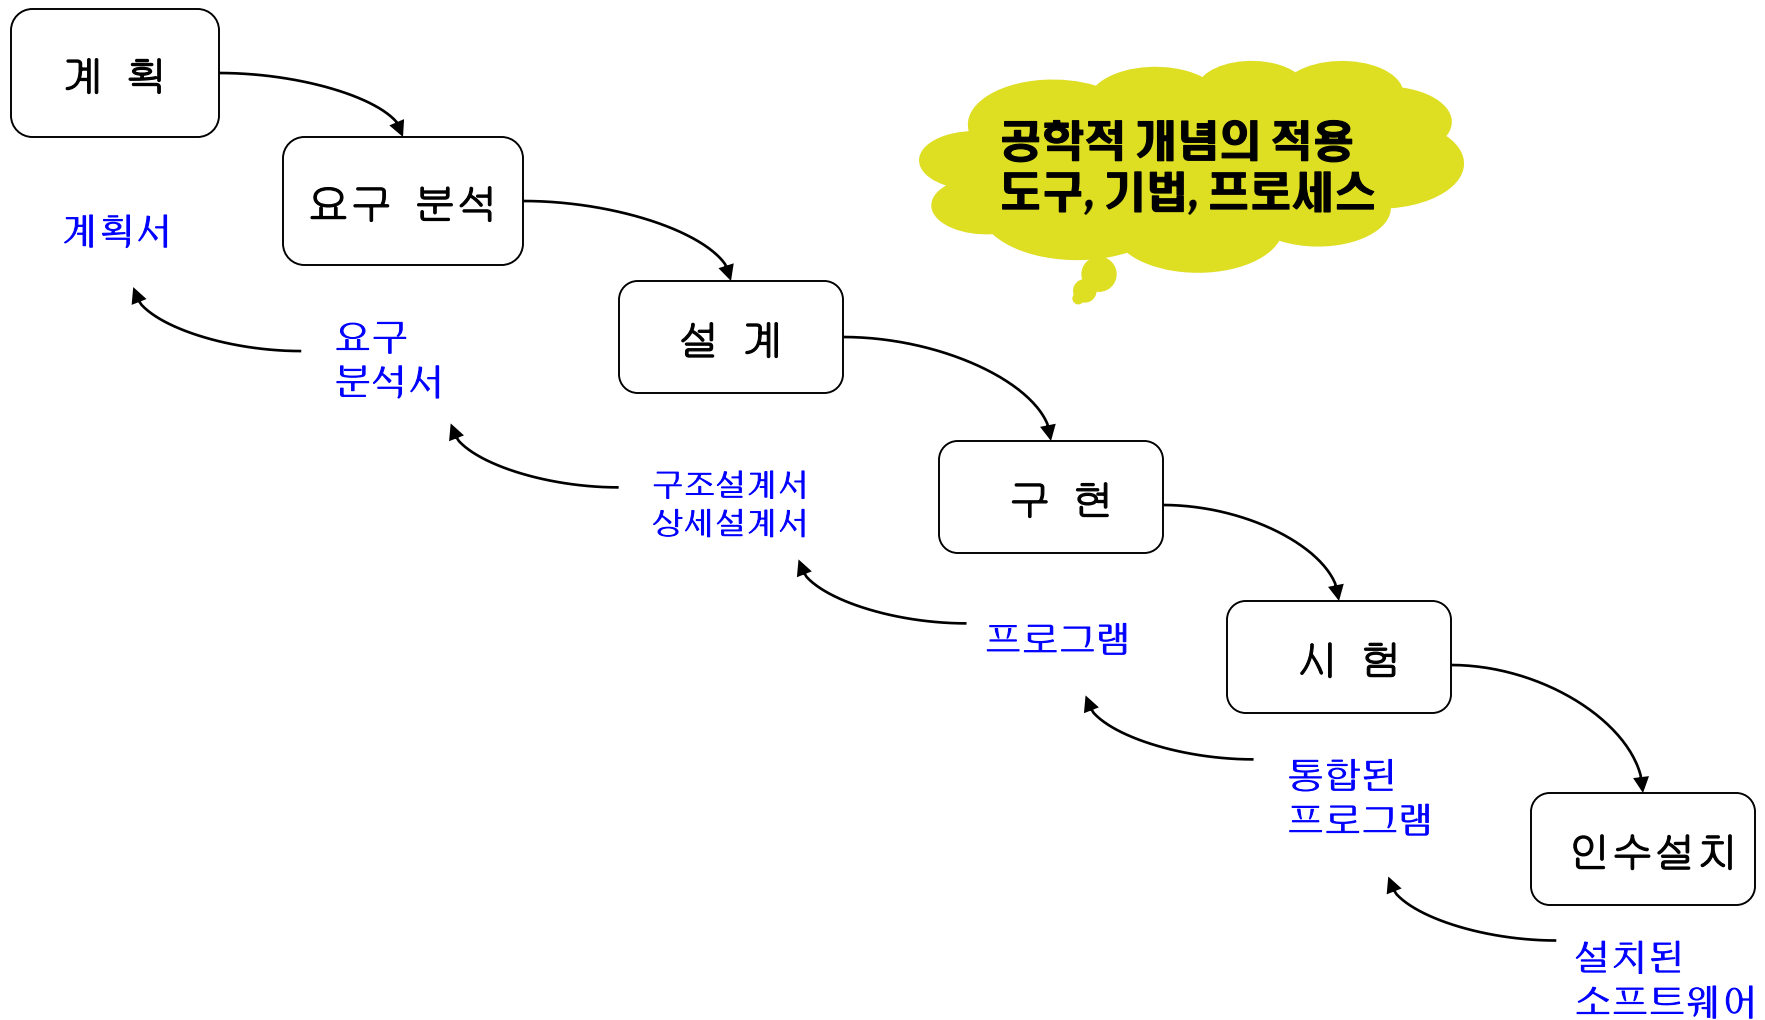 계 획
공학적 개념의 적용
도구, 기법, 프로세스
요구 분석
계획서
설 계
요구
분석서
구 현
구조설계서
상세설계서
시 험
프로그램
통합된
프로그램
인수설치
설치된
소프트웨어